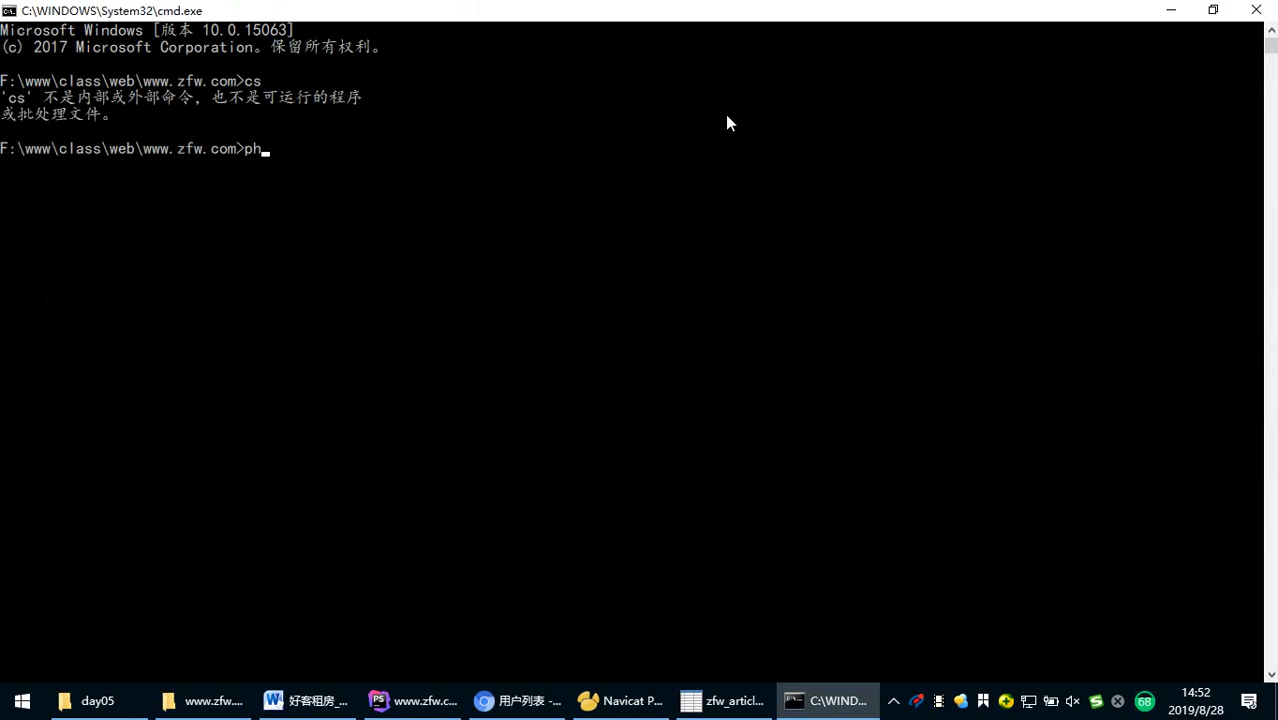 C:\WINDOWS\System32\cmd.exe
Microsoft Windows [版本 10.0.15063]
(c) 2017 Microsoft Corporation。保留所有权利。
F:\www\class\web\www.zfw.com>cs
'cs' 不是内部或外部命令，也不是可运行的程序
或批处理文件。
F:\www\class\web\www.zfw.com>ph
day05
www.zfw....
好客租房_...
www.zfw.c...
用户列表 -...
Navicat P...
zfw_articl...
C:\WIND...
68
14:52
2019/8/28